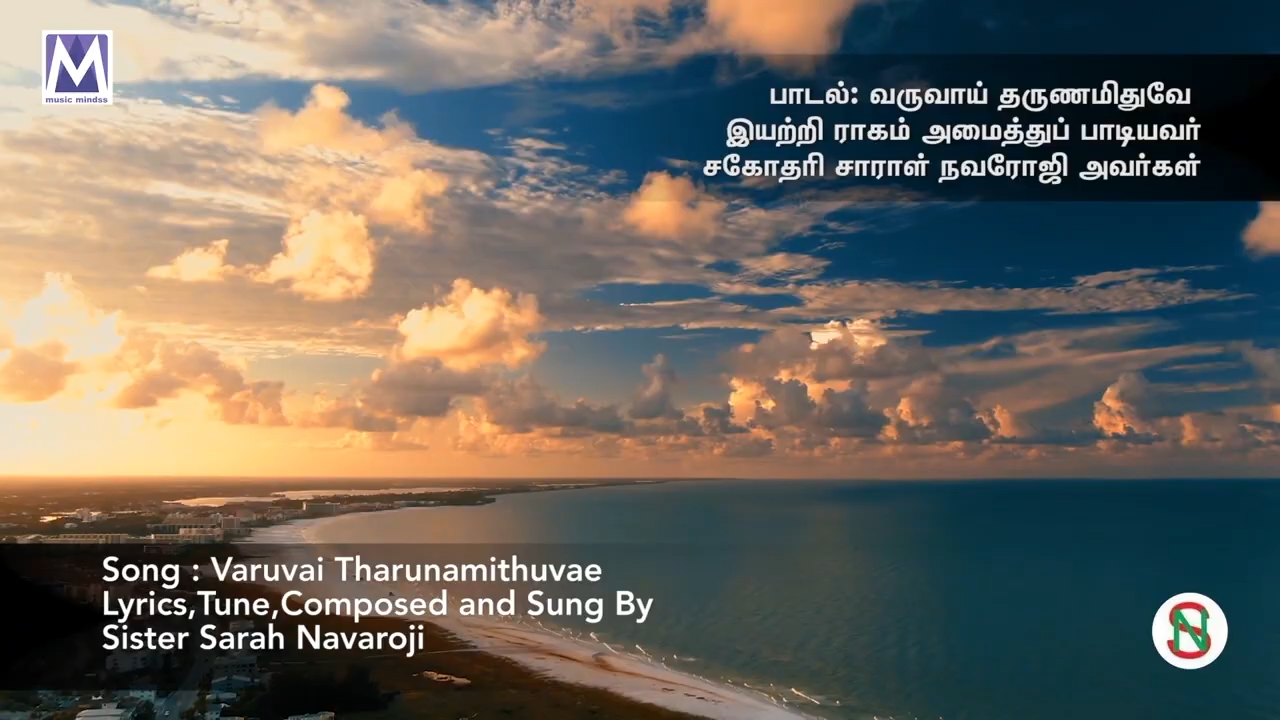 M
music mindss
பாடல்: வருவாய் தருணமிதுவே
இயற்றி ராகம் அமைத்துப் பாடியவர்
சகோதரி சாராள் நவரோஜி அவர்கள்
Song : Varuvai Tharunamithuvae
Lyrics,Tune,Composed and Sung By
Sister Sarah Navaroji
SN